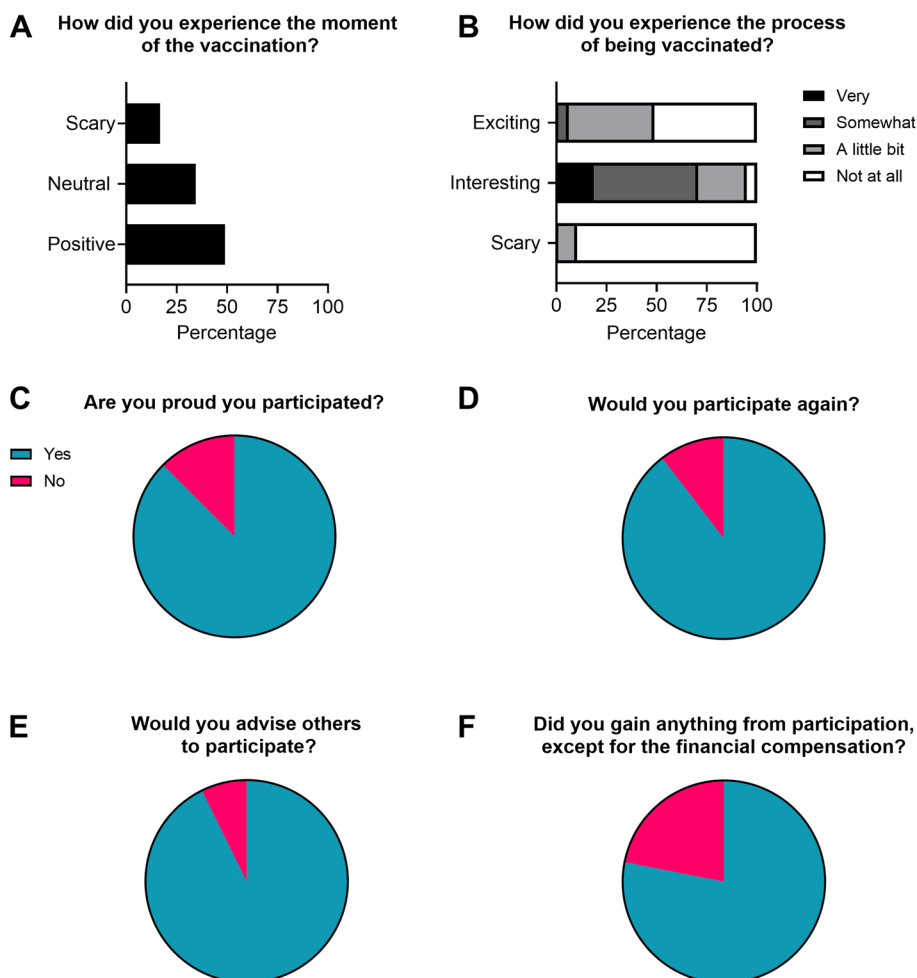 A
How did you experience the moment
of the vaccination?
Scary
Neutral
Positive
0 25 50 75 100
Percentage
B
How did you experience the process
of being vaccinated?
Very
Somewhat
A little bit
Not at all
Exciting
Interesting
Scary
0 25 50 75 100
Percentage
C
Are you proud you participated?
Yes
No
D
Would you participate again?
E
Would you advise others
to participate?
F
Did you gain anything from participation,
except for the financial compensation?